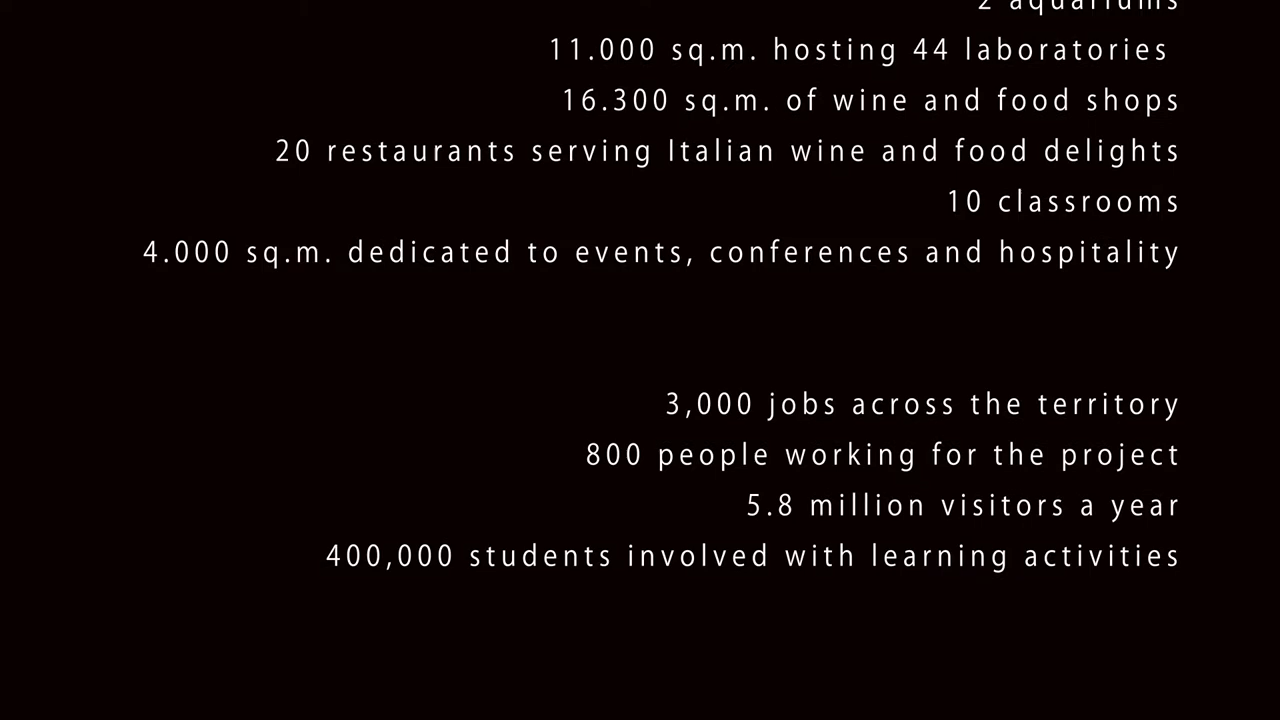 2 aquariums
11.000 sq.m. hosting 44 laboratories
16.300 sq.m. of wine and food shops
20 restaurants serving Italian wine and food delights
10 classrooms
4.000 sq.m. dedicated to events, conferences and hospitality
3,000 jobs across the territory
800 people working for the project
5.8 million visitors a year
400,000 students involved with learning activities